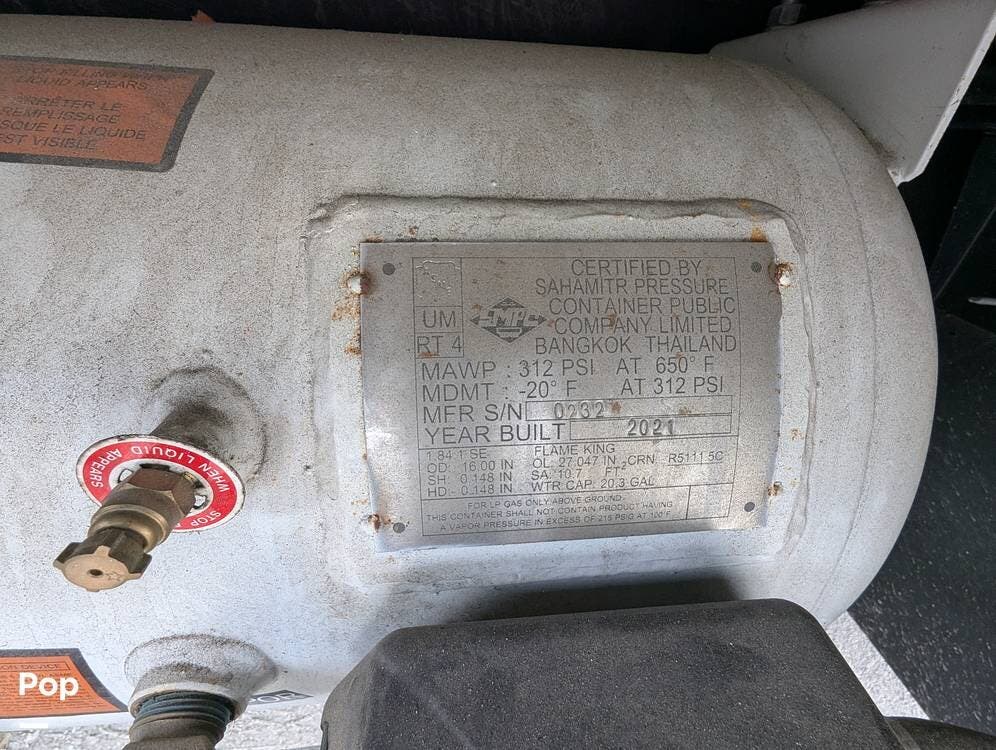 LIQUID APPEARS
ARRÊTER LE
REMPLISSAGE
LE LIQUIDE
EST VISIBLE
CERTIFIED BY
SAHAMITR PRESSURE
CONTAINER PUBLIC
COMPANY LIMITED
BANGKOK THAILAND
UM
RT 4
SMPC
MAWP : 312 PSI AT 650° F
MDMT : -20° F AT 312 PSI
MFR S/N 0232
YEAR BUILT 2021
FLAME KING
OD: 16.00 IN OL: 27.047 IN CRN: R5111.5C
SH: 0.148 IN SA: 10.7 FT²
HD: 0.148 IN WTR CAP: 20.3 GAL
FOR LP GAS ONLY ABOVE GROUND.
THIS CONTAINER SHALL NOT CONTAIN PRODUCT HAVING
A VAPOR PRESSURE IN EXCESS OF 215 PSIG AT 100°F
STOP WHEN LIQUID APPEARS
DEVICE
Pop